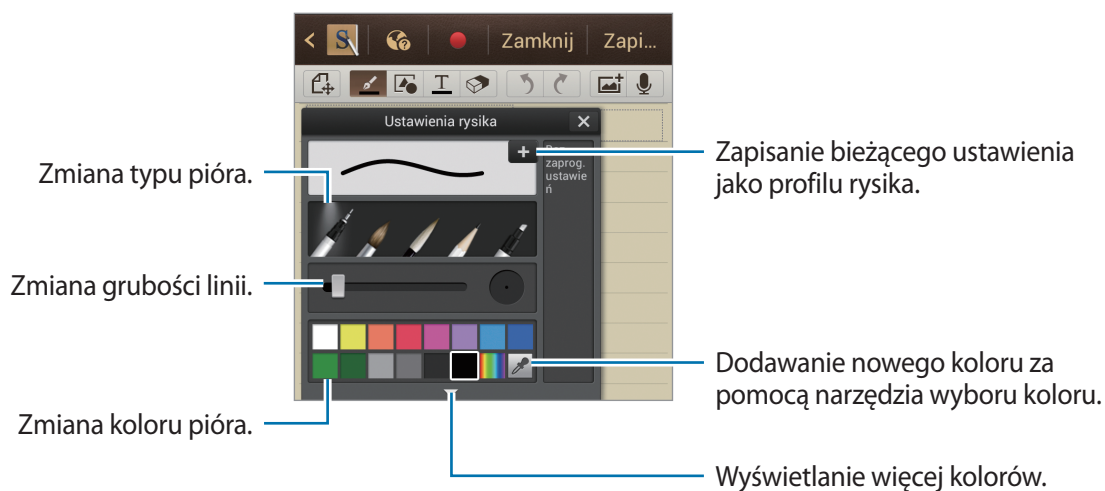 Zamknij Zapi...
Ustawienia rysika
zaprog.
ustawie
ń
Zmiana typu pióra.
Zapisanie bieżącego ustawienia
jako profilu rysika.
Zmiana grubości linii.
Dodawanie nowego koloru za
pomocą narzędzia wyboru koloru.
Zmiana koloru pióra.
Wyświetlanie więcej kolorów.